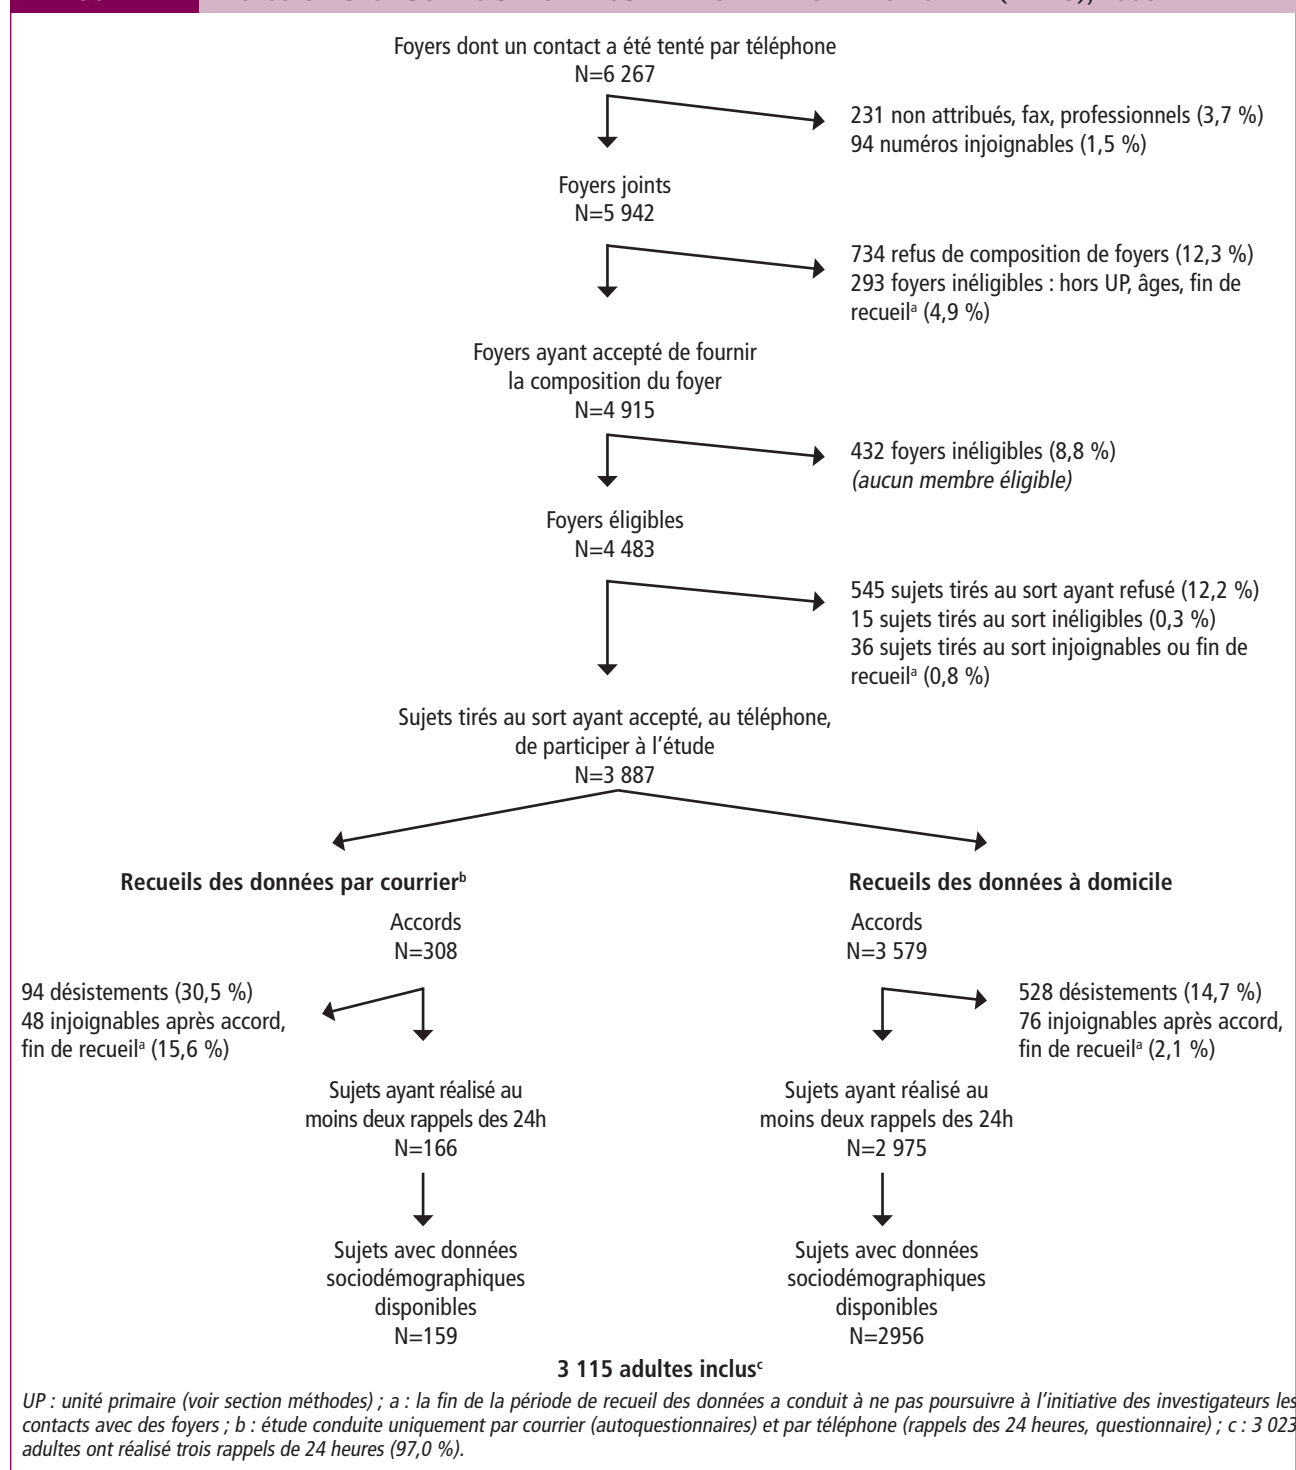 Foyers dont un contact a été tenté par téléphone
N=6 267
231 non attribués, fax, professionnels (3,7 %)
94 numéros injoignables (1,5 %)
Foyers joints
N=5 942
734 refus de composition de foyers (12,3 %)
293 foyers inéligibles : hors UP, âges, fin de
recueilᵃ (4,9 %)
Foyers ayant accepté de fournir
la composition du foyer
N=4 915
432 foyers inéligibles (8,8 %)
(aucun membre éligible)
Foyers éligibles
N=4 483
545 sujets tirés au sort ayant refusé (12,2 %)
15 sujets tirés au sort inéligibles (0,3 %)
36 sujets tirés au sort injoignables ou fin de
recueilᵃ (0,8 %)
Sujets tirés au sort ayant accepté, au téléphone,
de participer à l’étude
N=3 887
Recueils des données par courrierᵇ
Accords
N=308
94 désistements (30,5 %)
48 injoignables après accord,
fin de recueilᵃ (15,6 %)
Sujets ayant réalisé au
moins deux rappels des 24h
N=166
Sujets avec données
sociodémographiques
disponibles
N=159
Recueils des données à domicile
Accords
N=3 579
528 désistements (14,7 %)
76 injoignables après accord,
fin de recueilᵃ (2,1 %)
Sujets ayant réalisé au
moins deux rappels des 24h
N=2 975
Sujets avec données
sociodémographiques
disponibles
N=2956
3 115 adultes inclusᶜ
UP : unité primaire (voir section méthodes) ; a : la fin de la période de recueil des données a conduit à ne pas poursuivre à l’initiative des investigateurs les
contacts avec des foyers ; b : étude conduite uniquement par courrier (autoquestionnaires) et par téléphone (rappels des 24 heures, questionnaire) ; c : 3 023
adultes ont réalisé trois rappels de 24 heures (97,0 %).